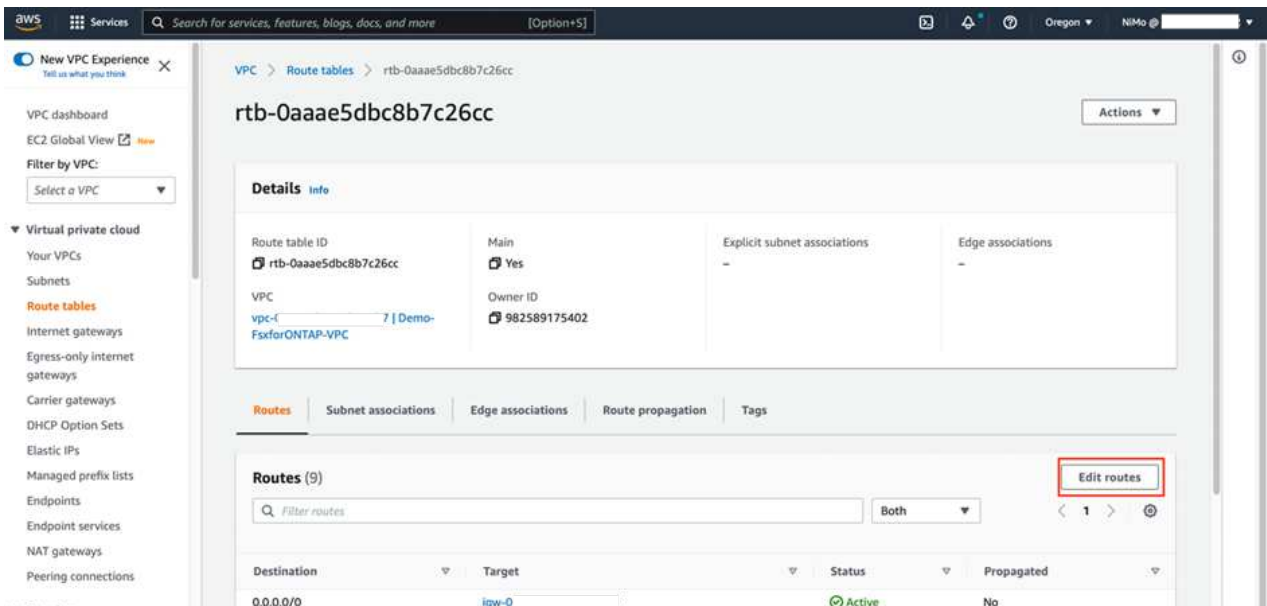 aws
Services
Search for services, features, blogs, docs, and more
[Option+S]
Oregon
NiMo @
New VPC Experience
Tell us what you think
VPC dashboard
EC2 Global View New
Filter by VPC:
Select a VPC
Virtual private cloud
Your VPCs
Subnets
Route tables
Internet gateways
Egress-only internet
gateways
Carrier gateways
DHCP Option Sets
Elastic IPs
Managed prefix lists
Endpoints
Endpoint services
NAT gateways
Peering connections
VPC > Route tables > rtb-0aaae5dbc8b7c26cc
rtb-0aaae5dbc8b7c26cc
Actions
Details Info
Route table ID
rtb-0aaae5dbc8b7c26cc
Main
Yes
Explicit subnet associations
–
Edge associations
–
VPC
vpc-( 7 | Demo-
FsxforONTAP-VPC
Owner ID
982589175402
Routes
Subnet associations
Edge associations
Route propagation
Tags
Routes (9)
Edit routes
Filter routes
Both
< 1 >
Destination
Target
Status
Propagated
0.0.0.0/0
igw-0
Active
No